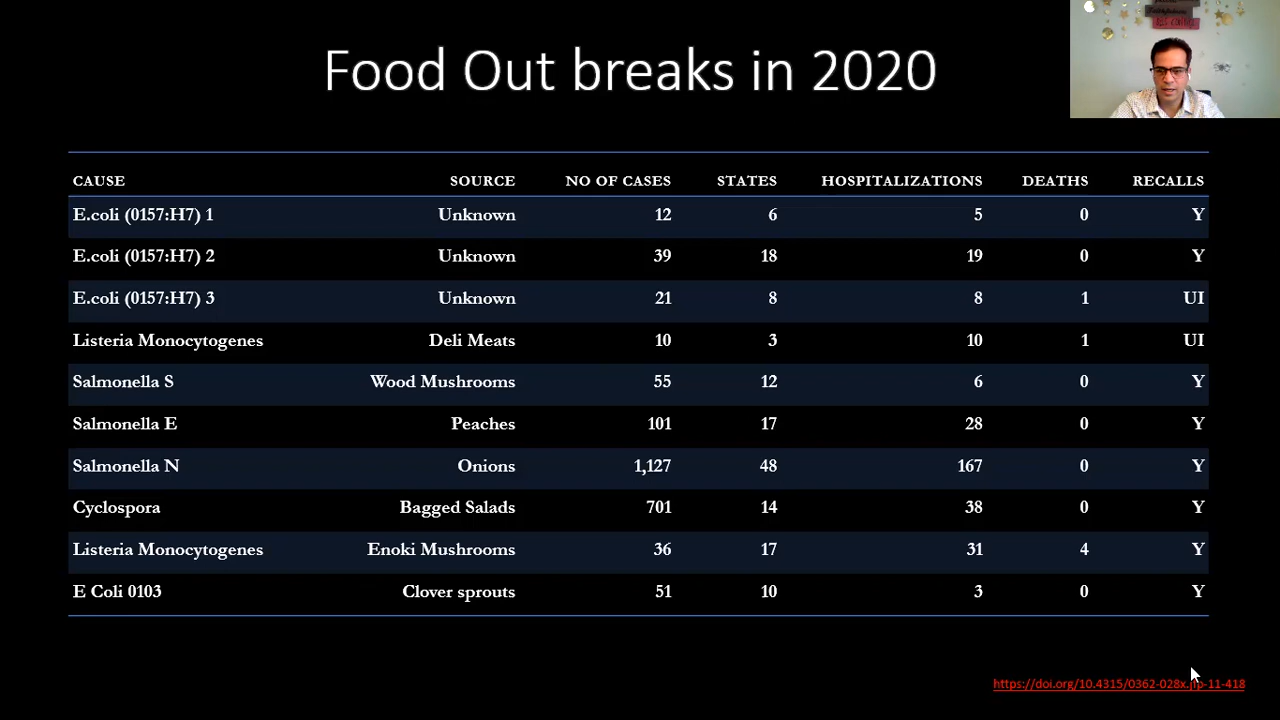 Food Out breaks in 2020
CAUSE SOURCE NO OF CASES STATES HOSPITALIZATIONS DEATHS RECALLS
E.coli (0157:H7) 1 Unknown 12 6 5 0 Y
E.coli (0157:H7) 2 Unknown 39 18 19 0 Y
E.coli (0157:H7) 3 Unknown 21 8 8 1 UI
Listeria Monocytogenes Deli Meats 10 3 10 1 UI
Salmonella S Wood Mushrooms 55 12 6 0 Y
Salmonella E Peaches 101 17 28 0 Y
Salmonella N Onions 1,127 48 167 0 Y
Cyclospora Bagged Salads 701 14 38 0 Y
Listeria Monocytogenes Enoki Mushrooms 36 17 31 4 Y
E Coli 0103 Clover sprouts 51 10 3 0 Y
https://doi.org/10.4315/0362-028x.jfp-11-418